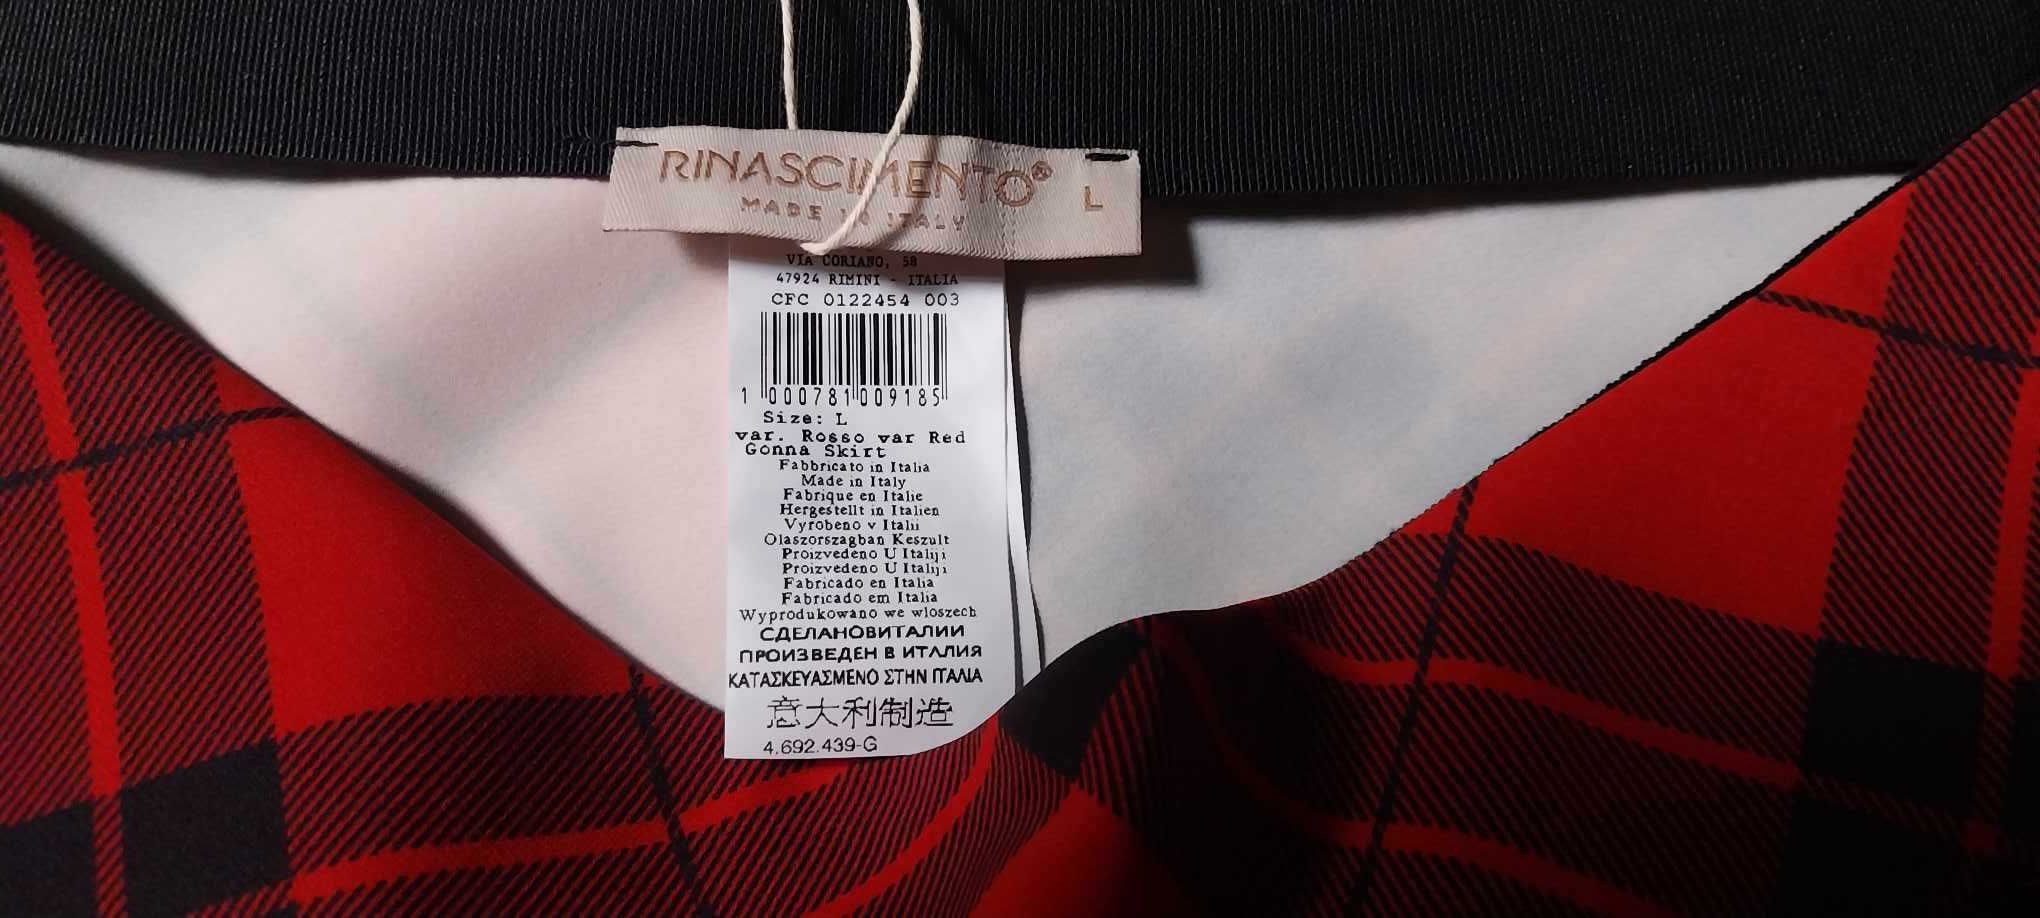 RINASCIMENTO®
MADE IN ITALY
L
VIA CORIANO, 58
47924 RIMINI - ITALIA
CFC 0122454 003
1 000781 009185
Size: L
var. Rosso var Red
Gonna Skirt
Fabbricato in Italia
Made in Italy
Fabrique en Italie
Hergestellt in Italien
Vyrobeno v Italii
Olaszorszagban Keszult
Proizvedeno U Italiji
Proizvedeno U Italiji
Fabricado en Italia
Fabricado em Italia
Wyprodukowano we wloszech
СДЕЛАНОВИТАЛИИ
ПРОИЗВЕДЕН В ИТАЛИЯ
ΚΑΤΑΣΚΕΥΑΣΜΕΝΟ ΣΤΗΝ ΙΤΑΛΙΑ
意大利制造
4.692.439-G